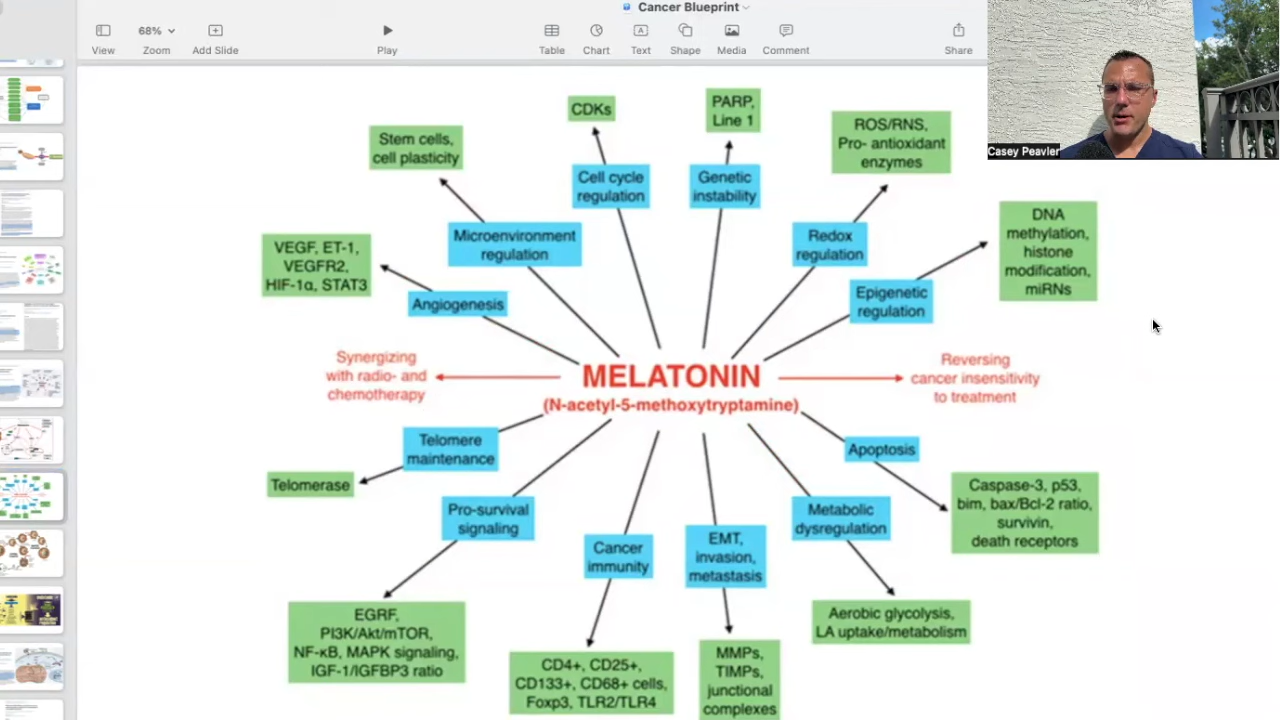 Cancer Blueprint
68%
View
Zoom
Add Slide
Play
Table
Chart
Text
Shape
Media
Comment
Share
Casey Peavler
CDKs
PARP,
Line 1
ROS/RNS,
Pro- antioxidant
enzymes
Stem cells,
cell plasticity
Cell cycle
regulation
Genetic
instability
DNA
methylation,
histone
modification,
miRNs
Microenvironment
regulation
Redox
regulation
VEGF, ET-1,
VEGFR2,
HIF-1α, STAT3
Angiogenesis
Epigenetic
regulation
Synergizing
with radio- and
chemotherapy
MELATONIN
(N-acetyl-5-methoxytryptamine)
Reversing
cancer insensitivity
to treatment
Telomere
maintenance
Apoptosis
Telomerase
Caspase-3, p53,
bim, bax/Bcl-2 ratio,
survivin,
death receptors
Pro-survival
signaling
Metabolic
dysregulation
Cancer
immunity
EMT,
invasion,
metastasis
EGRF,
PI3K/Akt/mTOR,
NF-κB, MAPK signaling,
IGF-1/IGFBP3 ratio
Aerobic glycolysis,
LA uptake/metabolism
CD4+, CD25+,
CD133+, CD68+ cells,
Foxp3, TLR2/TLR4
MMPs,
TIMPs,
junctional
complexes